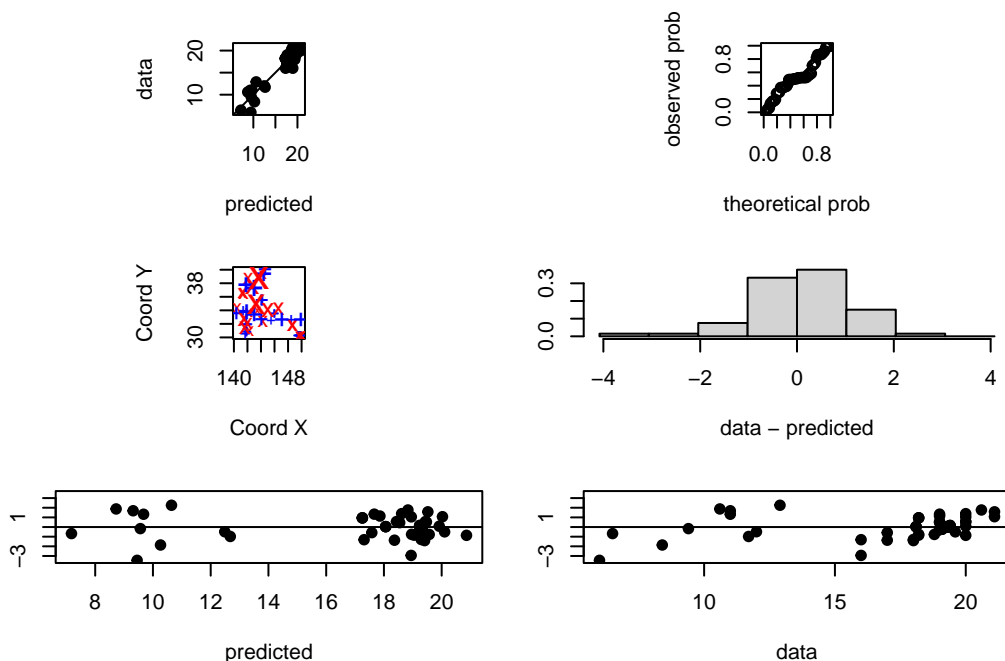 data
10 20
10 20
predicted
observed prob
0.0 0.8
0.0 0.8
theoretical prob
Coord Y
30 38
140 148
Coord X
0.0 0.3
−4 −2 0 2 4
data − predicted
−3 1
8 10 12 14 16 18 20
predicted
−3 1
10 15 20
data